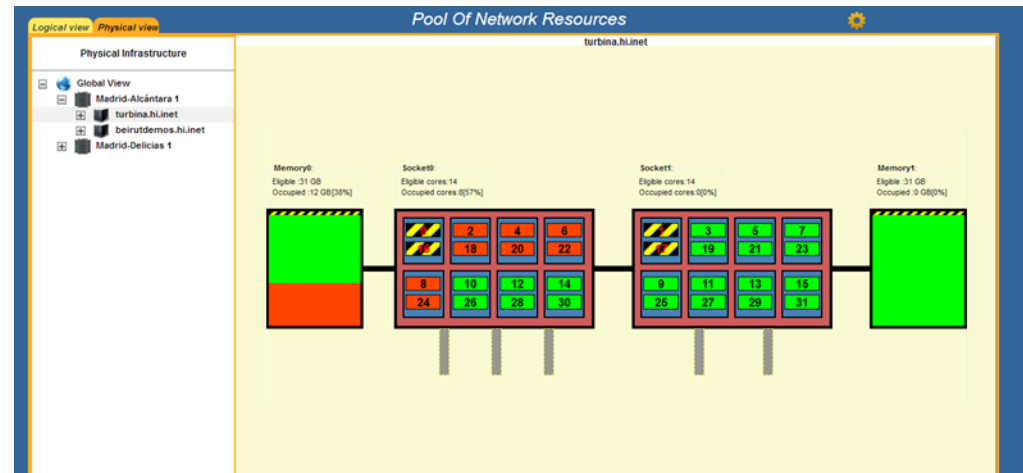 Pool Of Network Resources
Logical view Physical view
turbina.hi.inet
Physical Infrastructure
Global View
Madrid-Alcántara 1
turbina.hi.inet
beirutdemos.hi.inet
Madrid-Delicias 1
Memory0:
Eligible :31 GB
Occupied :12 GB[38%]
Socket0:
Eligible cores:14
Occupied cores:8[57%]
Socket1:
Eligible cores:14
Occupied cores:0[0%]
Memory1:
Eligible :31 GB
Occupied :0 GB[0%]
2 4 6
18 20 22
8 10 12 14
24 26 28 30
3 5 7
19 21 23
9 11 13 15
25 27 29 31